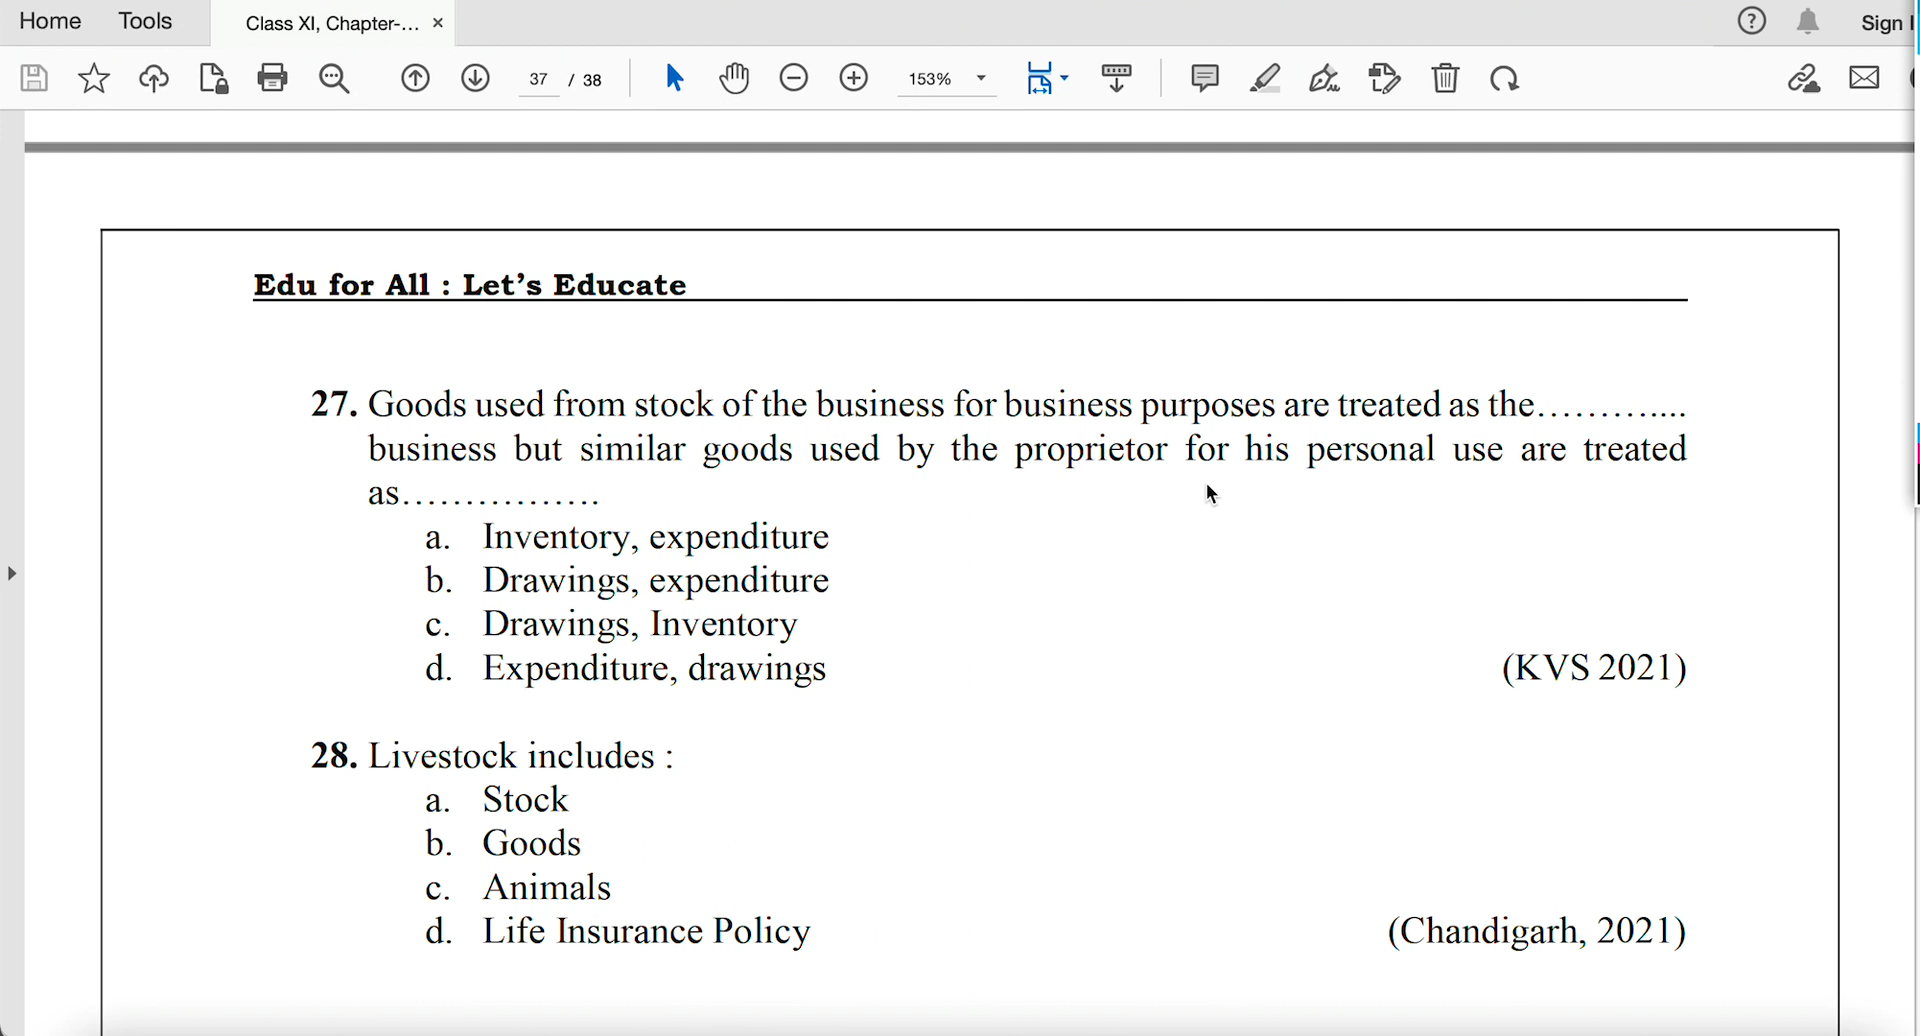 Home Tools Class XI, Chapter-... × ? Sign I
37 / 38 153%
Edu for All : Let’s Educate
27. Goods used from stock of the business for business purposes are treated as the…………...
business but similar goods used by the proprietor for his personal use are treated
as…………….
a. Inventory, expenditure
b. Drawings, expenditure
c. Drawings, Inventory
d. Expenditure, drawings (KVS 2021)
28. Livestock includes :
a. Stock
b. Goods
c. Animals
d. Life Insurance Policy (Chandigarh, 2021)